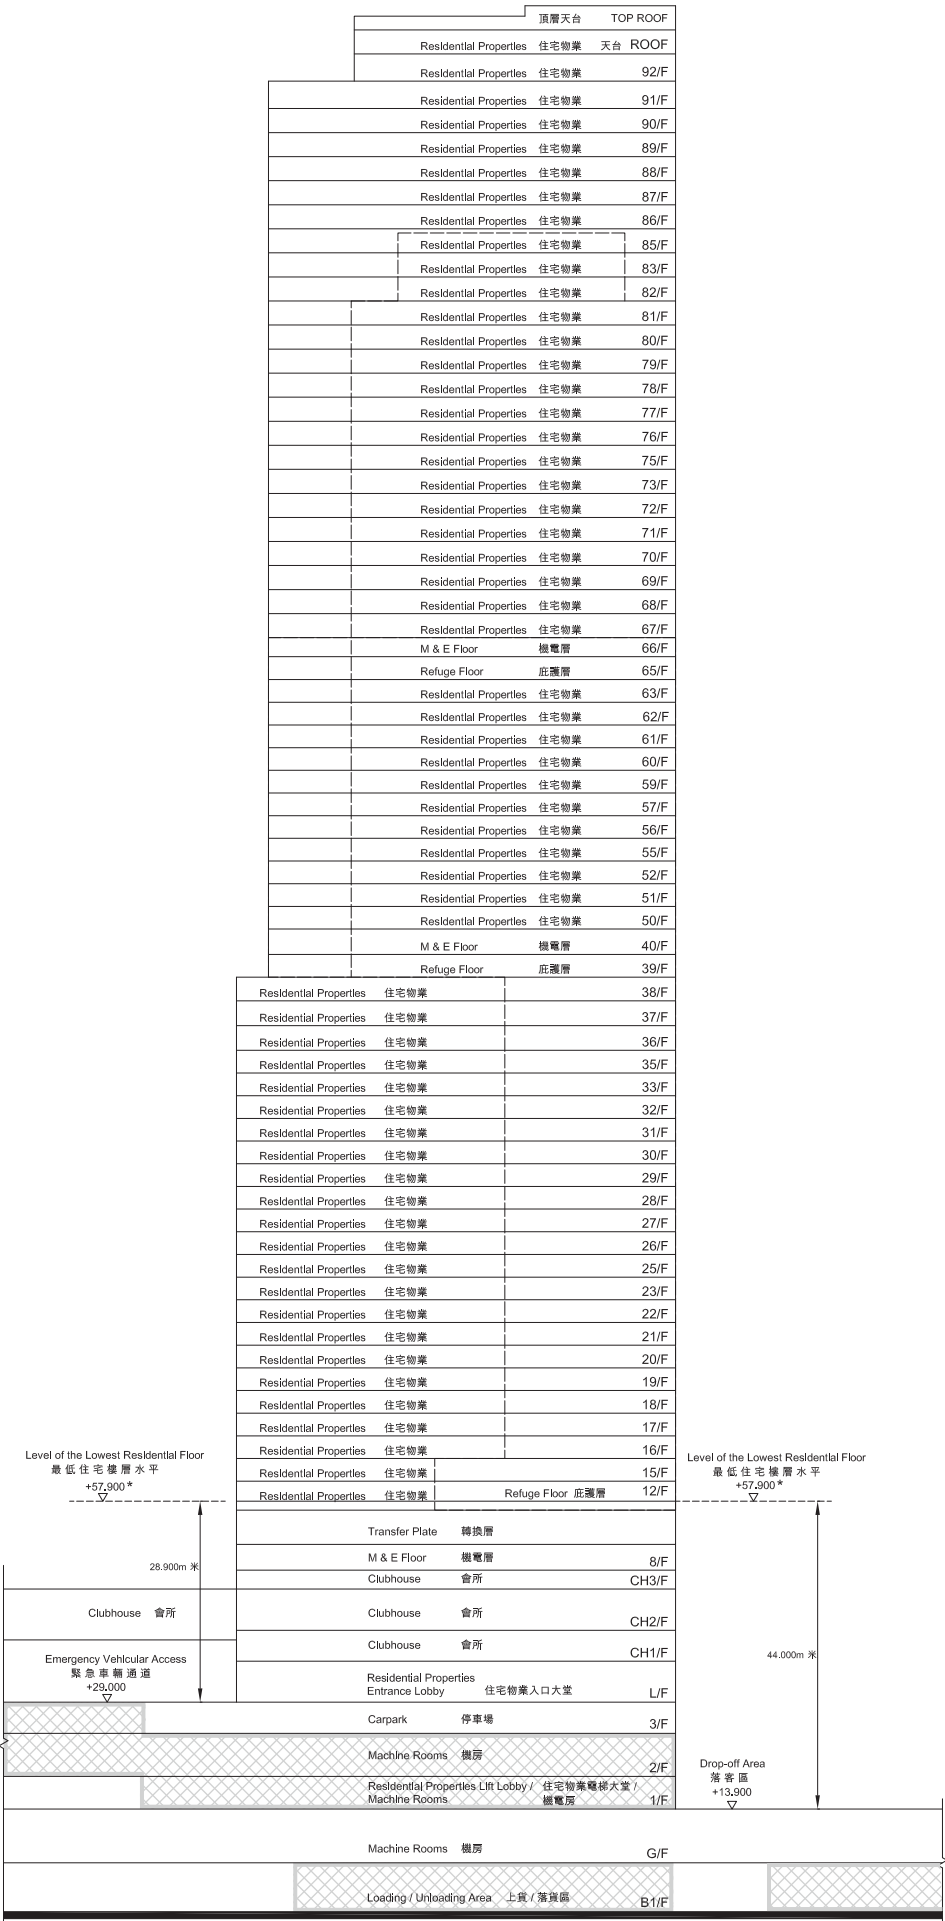 頂層天台 TOP ROOF
Residential Properties 住宅物業 天台 ROOF
Residential Properties 住宅物業 92/F
Residential Properties 住宅物業 91/F
Residential Properties 住宅物業 90/F
Residential Properties 住宅物業 89/F
Residential Properties 住宅物業 88/F
Residential Properties 住宅物業 87/F
Residential Properties 住宅物業 86/F
Residential Properties 住宅物業 85/F
Residential Properties 住宅物業 83/F
Residential Properties 住宅物業 82/F
Residential Properties 住宅物業 81/F
Residential Properties 住宅物業 80/F
Residential Properties 住宅物業 79/F
Residential Properties 住宅物業 78/F
Residential Properties 住宅物業 77/F
Residential Properties 住宅物業 76/F
Residential Properties 住宅物業 75/F
Residential Properties 住宅物業 73/F
Residential Properties 住宅物業 72/F
Residential Properties 住宅物業 71/F
Residential Properties 住宅物業 70/F
Residential Properties 住宅物業 69/F
Residential Properties 住宅物業 68/F
Residential Properties 住宅物業 67/F
M & E Floor 機電層 66/F
Refuge Floor 庇護層 65/F
Residential Properties 住宅物業 63/F
Residential Properties 住宅物業 62/F
Residential Properties 住宅物業 61/F
Residential Properties 住宅物業 60/F
Residential Properties 住宅物業 59/F
Residential Properties 住宅物業 57/F
Residential Properties 住宅物業 56/F
Residential Properties 住宅物業 55/F
Residential Properties 住宅物業 52/F
Residential Properties 住宅物業 51/F
Residential Properties 住宅物業 50/F
M & E Floor 機電層 40/F
Refuge Floor 庇護層 39/F
Residential Properties 住宅物業 38/F
Residential Properties 住宅物業 37/F
Residential Properties 住宅物業 36/F
Residential Properties 住宅物業 35/F
Residential Properties 住宅物業 33/F
Residential Properties 住宅物業 32/F
Residential Properties 住宅物業 31/F
Residential Properties 住宅物業 30/F
Residential Properties 住宅物業 29/F
Residential Properties 住宅物業 28/F
Residential Properties 住宅物業 27/F
Residential Properties 住宅物業 26/F
Residential Properties 住宅物業 25/F
Residential Properties 住宅物業 23/F
Residential Properties 住宅物業 22/F
Residential Properties 住宅物業 21/F
Residential Properties 住宅物業 20/F
Residential Properties 住宅物業 19/F
Residential Properties 住宅物業 18/F
Residential Properties 住宅物業 17/F
Residential Properties 住宅物業 16/F
Residential Properties 住宅物業 15/F
Residential Properties 住宅物業 Refuge Floor 庇護層 12/F
Level of the Lowest Residential Floor
最低住宅樓層水平
+57.900 *
Level of the Lowest Residential Floor
最低住宅樓層水平
+57.900 *
Transfer Plate 轉換層
28.900m 米
M & E Floor 機電層 8/F
Clubhouse 會所 CH3/F
Clubhouse 會所
Clubhouse 會所 CH2/F
Clubhouse 會所 CH1/F
44.000m 米
Emergency Vehicular Access
緊急車輛通道
+29.000
Residential Properties
Entrance Lobby 住宅物業入口大堂 L/F
Carpark 停車場 3/F
Machine Rooms 機房 2/F
Drop-off Area
落客區
+13.900
Residential Properties Lift Lobby / 住宅物業電梯大堂 /
Machine Rooms 機電房 1/F
Machine Rooms 機房 G/F
Loading / Unloading Area 上貨 / 落貨區 B1/F